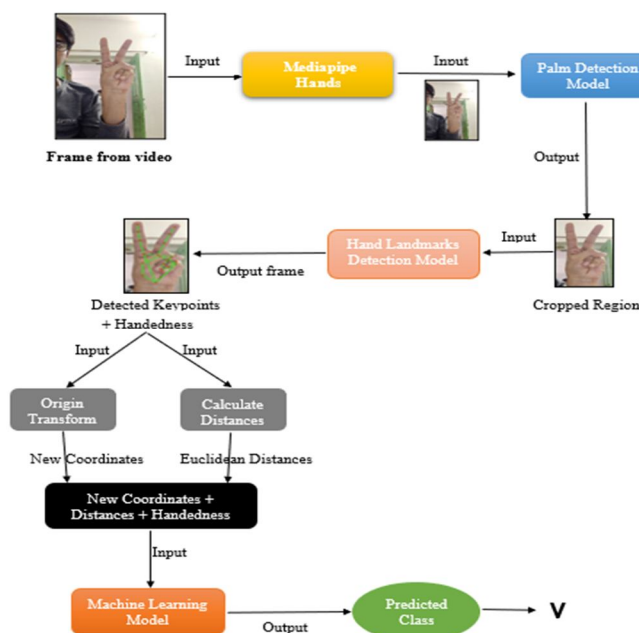 Input
Mediapipe
Hands
Input
Palm Detection
Model
Frame from video
Output
Hand Landmarks
Detection Model
Input
Output frame
Cropped Region
Detected Keypoints
+ Handedness
Input
Input
Origin
Transform
Calculate
Distances
New Coordinates
Euclidean Distances
New Coordinates +
Distances + Handedness
Input
Machine Learning
Model
Output
Predicted
Class
V